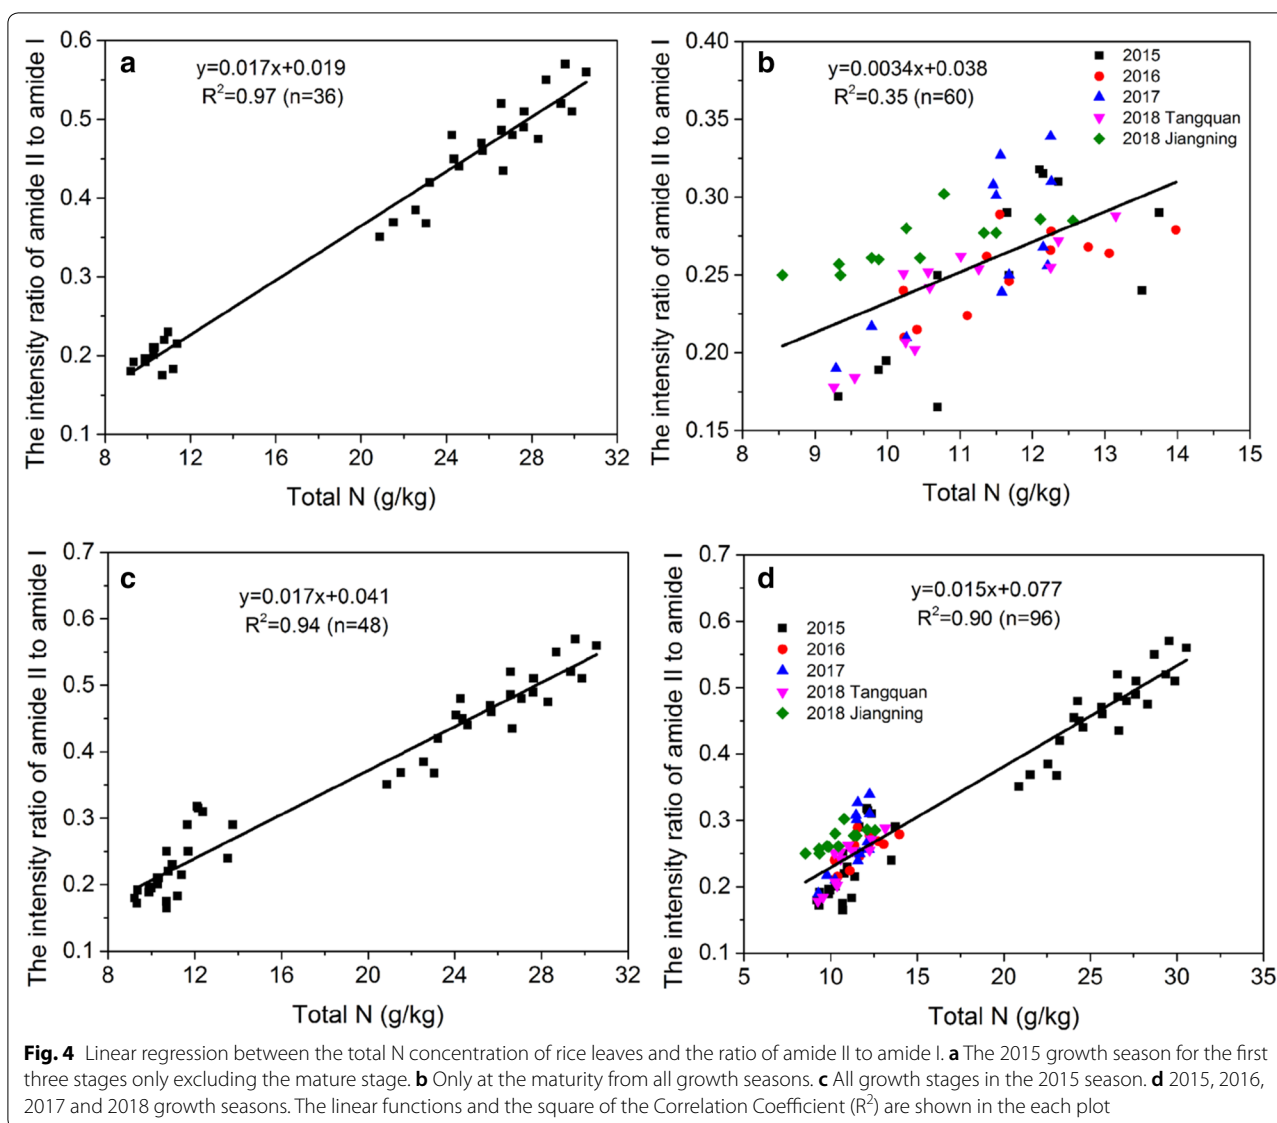 a
y=0.017x+0.019
R²=0.97 (n=36)
The intensity ratio of amide II to amide I
0.6
0.5
0.4
0.3
0.2
0.1
8 12 16 20 24 28 32
Total N (g/kg)
b
y=0.0034x+0.038
R²=0.35 (n=60)
2015
2016
2017
2018 Tangquan
2018 Jiangning
The intensity ratio of amide II to amide I
0.40
0.35
0.30
0.25
0.20
0.15
8 9 10 11 12 13 14 15
Total N (g/kg)
c
y=0.017x+0.041
R²=0.94 (n=48)
The intensity ratio of amide II to amide I
0.7
0.6
0.5
0.4
0.3
0.2
0.1
8 12 16 20 24 28 32
Total N (g/kg)
d
y=0.015x+0.077
R²=0.90 (n=96)
2015
2016
2017
2018 Tangquan
2018 Jiangning
The intensity ratio of amide II to amide I
0.7
0.6
0.5
0.4
0.3
0.2
0.1
5 10 15 20 25 30 35
Total N (g/kg)
Fig. 4 Linear regression between the total N concentration of rice leaves and the ratio of amide II to amide I. a The 2015 growth season for the first
three stages only excluding the mature stage. b Only at the maturity from all growth seasons. c All growth stages in the 2015 season. d 2015, 2016,
2017 and 2018 growth seasons. The linear functions and the square of the Correlation Coefficient (R²) are shown in the each plot